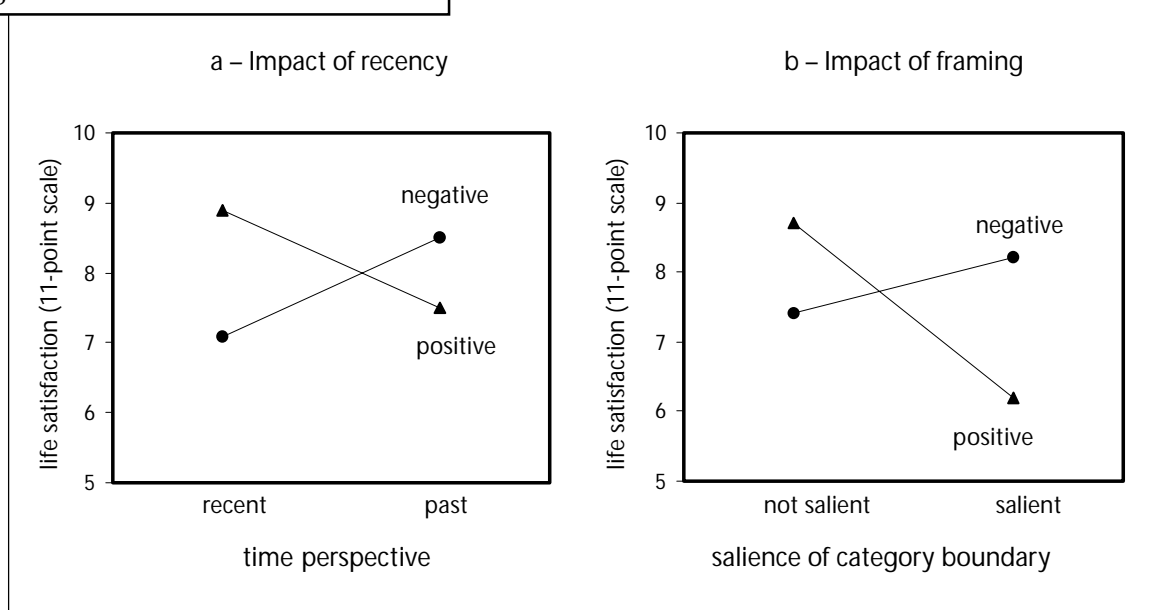 a – Impact of recency
10
9
8
7
6
5
life satisfaction (11-point scale)
negative
positive
recent past
time perspective
b – Impact of framing
10
9
8
7
6
5
life satisfaction (11-point scale)
negative
positive
not salient salient
salience of category boundary